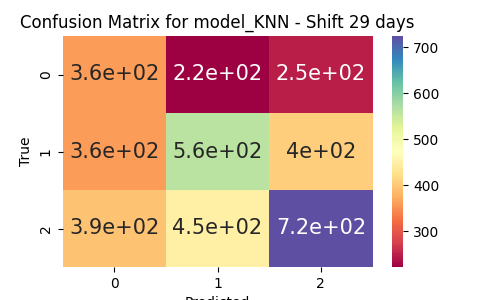 Confusion Matrix for model_KNN - Shift 29 days
0 3.6e+02 2.2e+02 2.5e+02
1 3.6e+02 5.6e+02 4e+02
2 3.9e+02 4.5e+02 7.2e+02
True
0 1 2
Predicted
700
600
500
400
300